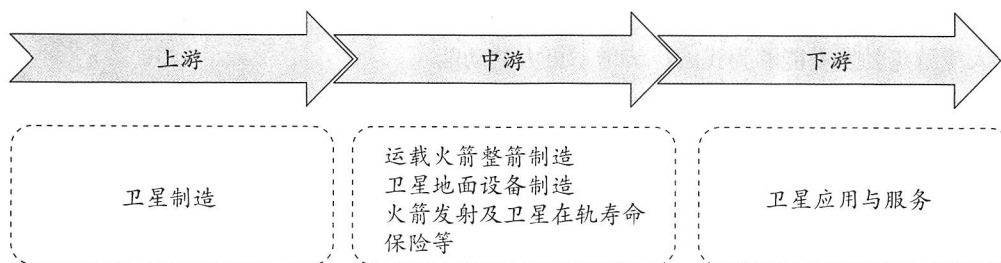 上游
中游
下游
卫星制造
运载火箭整箭制造
卫星地面设备制造
火箭发射及卫星在轨寿命
保险等
卫星应用与服务